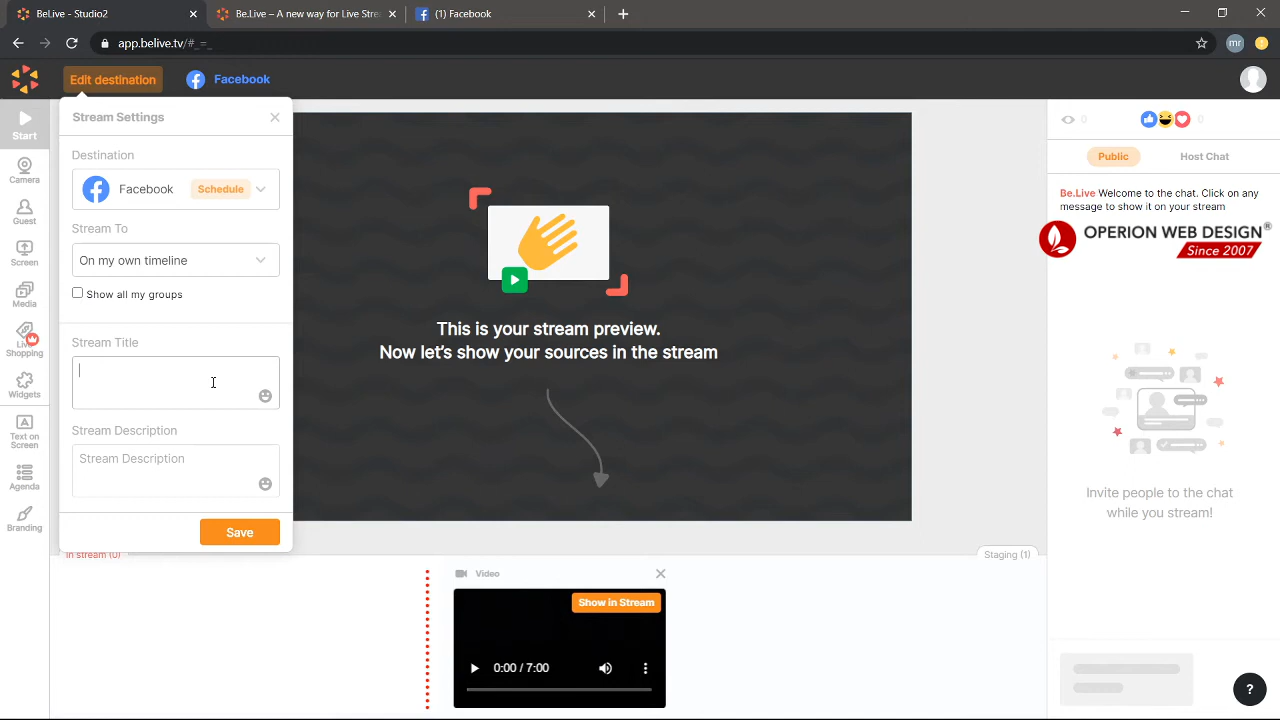 Be.Live - Studio2
Be.Live – A new way for Live Stre
(1) Facebook
app.belive.tv/#_=_
mr
Edit destination
Facebook
Start
Camera
Guest
Screen
Media
Live
Shopping
Widgets
Text on
Screen
Agenda
Branding
Stream Settings
Destination
Facebook
Schedule
Stream To
On my own timeline
Show all my groups
Stream Title
Stream Description
Stream Description
Save
This is your stream preview.
Now let's show your sources in the stream
In stream (0)
Staging (1)
Video
Show in Stream
0:00 / 7:00
0
0
Public
Host Chat
Be.Live Welcome to the chat. Click on any
message to show it on your stream
OPERION WEB DESIGN®
Since 2007
Invite people to the chat
while you stream!
?